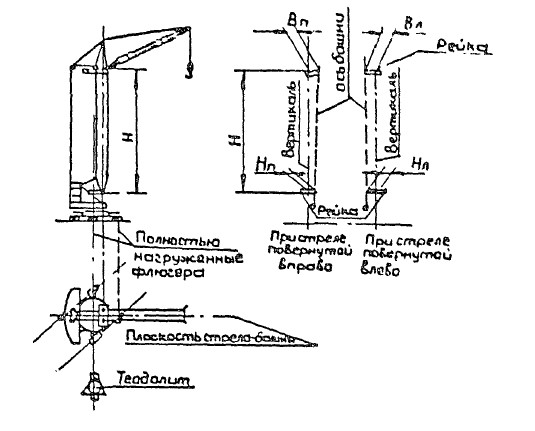 Вп
Вл
Рейка
ось башни
Вертикаль
Вертикаль
Н
Н
Нп
Нл
Рейка
Полностью
нагруженные
флюгера
При стреле
повернутой
вправо
При стреле
повернутой
влево
Плоскость стрела-башня
Теодолит